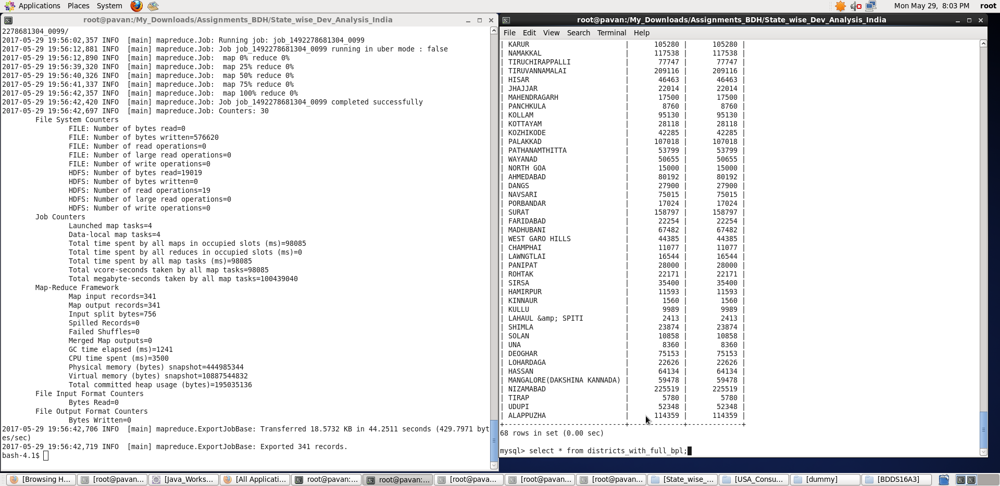 Applications Places System Mon May 29, 8:03 PM root
root@pavan:/My_Downloads/Assignments_BDH/State_wise_Dev_Analysis_India
2278681304_0099/
2017-05-29 19:56:02,357 INFO [main] mapreduce.Job: Running job: job_1492278681304_0099
2017-05-29 19:56:12,881 INFO [main] mapreduce.Job: Job job_1492278681304_0099 running in uber mode : false
2017-05-29 19:56:12,890 INFO [main] mapreduce.Job: map 0% reduce 0%
2017-05-29 19:56:39,320 INFO [main] mapreduce.Job: map 25% reduce 0%
2017-05-29 19:56:40,326 INFO [main] mapreduce.Job: map 50% reduce 0%
2017-05-29 19:56:41,337 INFO [main] mapreduce.Job: map 75% reduce 0%
2017-05-29 19:56:42,357 INFO [main] mapreduce.Job: map 100% reduce 0%
2017-05-29 19:56:42,420 INFO [main] mapreduce.Job: Job job_1492278681304_0099 completed successfully
2017-05-29 19:56:42,697 INFO [main] mapreduce.Job: Counters: 30
File System Counters
FILE: Number of bytes read=0
FILE: Number of bytes written=576620
FILE: Number of read operations=0
FILE: Number of large read operations=0
FILE: Number of write operations=0
HDFS: Number of bytes read=19019
HDFS: Number of bytes written=0
HDFS: Number of read operations=19
HDFS: Number of large read operations=0
HDFS: Number of write operations=0
Job Counters
Launched map tasks=4
Data-local map tasks=4
Total time spent by all maps in occupied slots (ms)=98085
Total time spent by all reduces in occupied slots (ms)=0
Total time spent by all map tasks (ms)=98085
Total vcore-seconds taken by all map tasks=98085
Total megabyte-seconds taken by all map tasks=100439040
Map-Reduce Framework
Map input records=341
Map output records=341
Input split bytes=756
Spilled Records=0
Failed Shuffles=0
Merged Map outputs=0
GC time elapsed (ms)=1241
CPU time spent (ms)=3500
Physical memory (bytes) snapshot=444985344
Virtual memory (bytes) snapshot=10887544832
Total committed heap usage (bytes)=195035136
File Input Format Counters
Bytes Read=0
File Output Format Counters
Bytes Written=0
2017-05-29 19:56:42,706 INFO [main] mapreduce.ExportJobBase: Transferred 18.5732 KB in 44.2511 seconds (429.7971 byt
es/sec)
2017-05-29 19:56:42,719 INFO [main] mapreduce.ExportJobBase: Exported 341 records.
bash-4.1$
root@pavan:/My_Downloads/Assignments_BDH/State_wise_Dev_Analysis_India
File Edit View Search Terminal Help
| KARUR | 105280 | 105280 |
| NAMAKKAL | 117538 | 117538 |
| TIRUCHIRAPPALLI | 77747 | 77747 |
| TIRUVANNAMALAI | 209116 | 209116 |
| HISAR | 46463 | 46463 |
| JHAJJAR | 22014 | 22014 |
| MAHENDRAGARH | 17500 | 17500 |
| PANCHKULA | 8760 | 8760 |
| KOLLAM | 95130 | 95130 |
| KOTTAYAM | 28118 | 28118 |
| KOZHIKODE | 42285 | 42285 |
| PALAKKAD | 107018 | 107018 |
| PATHANAMTHITTA | 53799 | 53799 |
| WAYANAD | 50655 | 50655 |
| NORTH GOA | 15000 | 15000 |
| AHMEDABAD | 80192 | 80192 |
| DANGS | 27900 | 27900 |
| NAVSARI | 75015 | 75015 |
| PORBANDAR | 17024 | 17024 |
| SURAT | 158797 | 158797 |
| FARIDABAD | 22254 | 22254 |
| MADHUBANI | 67482 | 67482 |
| WEST GARO HILLS | 44385 | 44385 |
| CHAMPHAI | 11077 | 11077 |
| LAWNGTLAI | 16544 | 16544 |
| PANIPAT | 28000 | 28000 |
| ROHTAK | 22171 | 22171 |
| SIRSA | 35400 | 35400 |
| HAMIRPUR | 11593 | 11593 |
| KINNAUR | 1560 | 1560 |
| KULLU | 9989 | 9989 |
| LAHAUL &amp; SPITI | 2413 | 2413 |
| SHIMLA | 23874 | 23874 |
| SOLAN | 10858 | 10858 |
| UNA | 8360 | 8360 |
| DEOGHAR | 75153 | 75153 |
| LOHARDAGA | 22626 | 22626 |
| HASSAN | 64134 | 64134 |
| MANGALORE(DAKSHINA KANNADA) | 59478 | 59478 |
| NIZAMABAD | 225519 | 225519 |
| TIRAP | 5780 | 5780 |
| UDUPI | 52348 | 52348 |
| ALAPPUZHA | 114359 | 114359 |
+-----------------------------+-------------+-------------+
68 rows in set (0.00 sec)
mysql> select * from districts_with_full_bpl;
[Browsing H... [root@pavan:... [Java_Works... [All Applicati... root@pavan:... root@pavan:... [root@pava... [root@pavan... [root@pavan... [State_wise_... [USA_Consu... [dummy] [BDDS16A3]